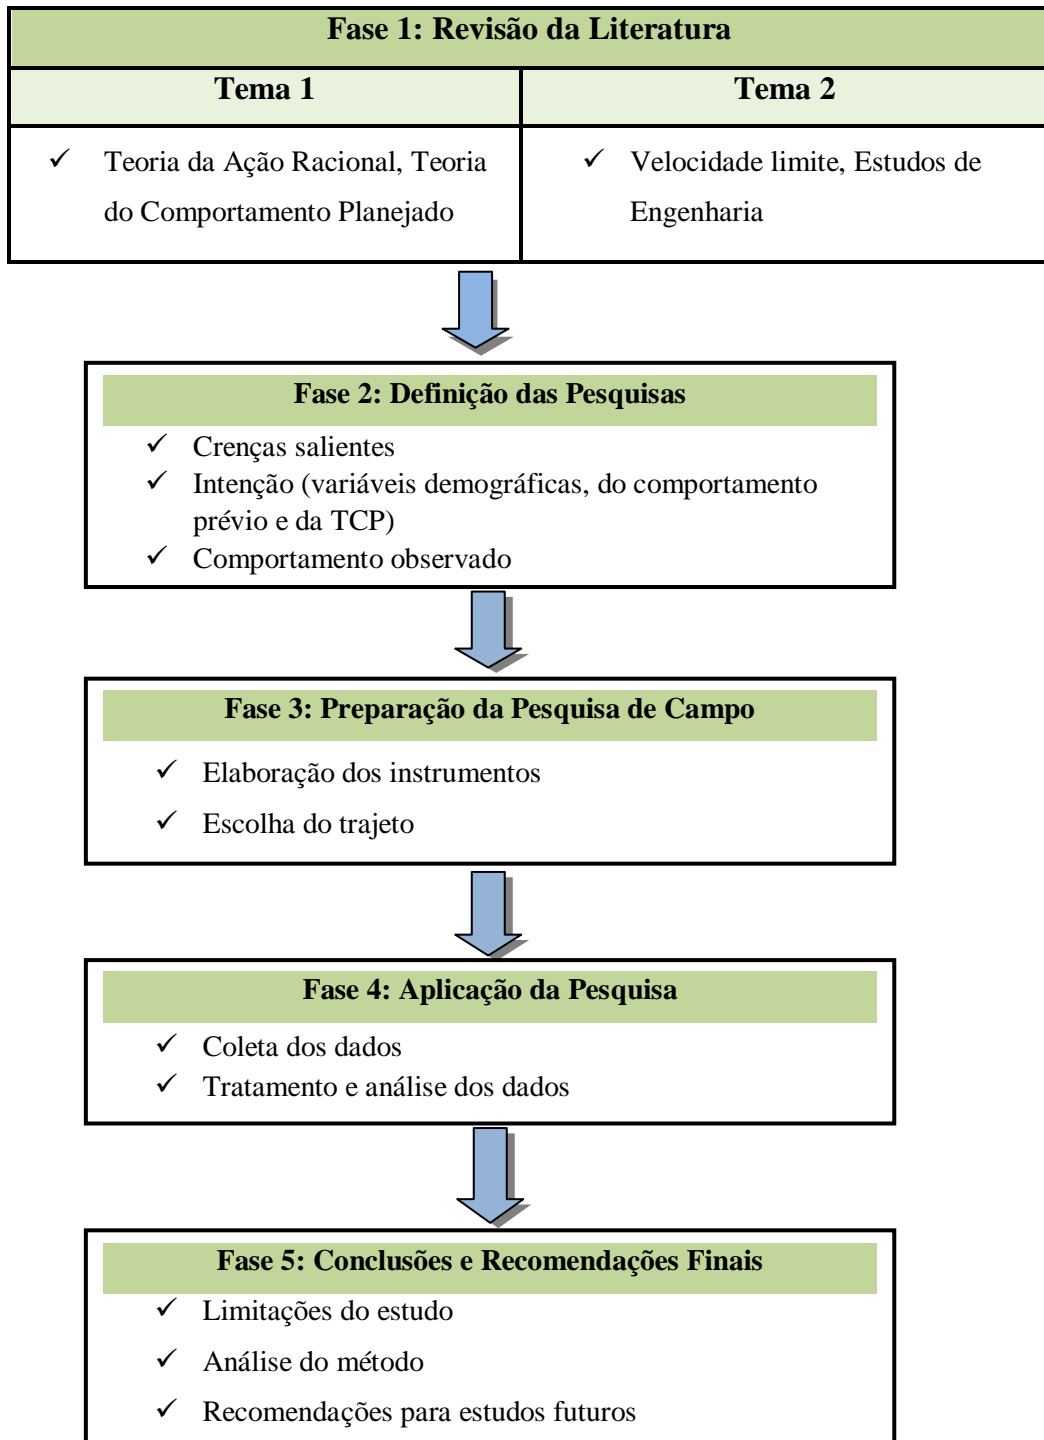 Fase 1: Revisão da Literatura
Tema 1
Tema 2
✓ Teoria da Ação Racional, Teoria
do Comportamento Planejado
✓ Velocidade limite, Estudos de
Engenharia
Fase 2: Definição das Pesquisas
✓ Crenças salientes
✓ Intenção (variáveis demográficas, do comportamento
prévio e da TCP)
✓ Comportamento observado
Fase 3: Preparação da Pesquisa de Campo
✓ Elaboração dos instrumentos
✓ Escolha do trajeto
Fase 4: Aplicação da Pesquisa
✓ Coleta dos dados
✓ Tratamento e análise dos dados
Fase 5: Conclusões e Recomendações Finais
✓ Limitações do estudo
✓ Análise do método
✓ Recomendações para estudos futuros